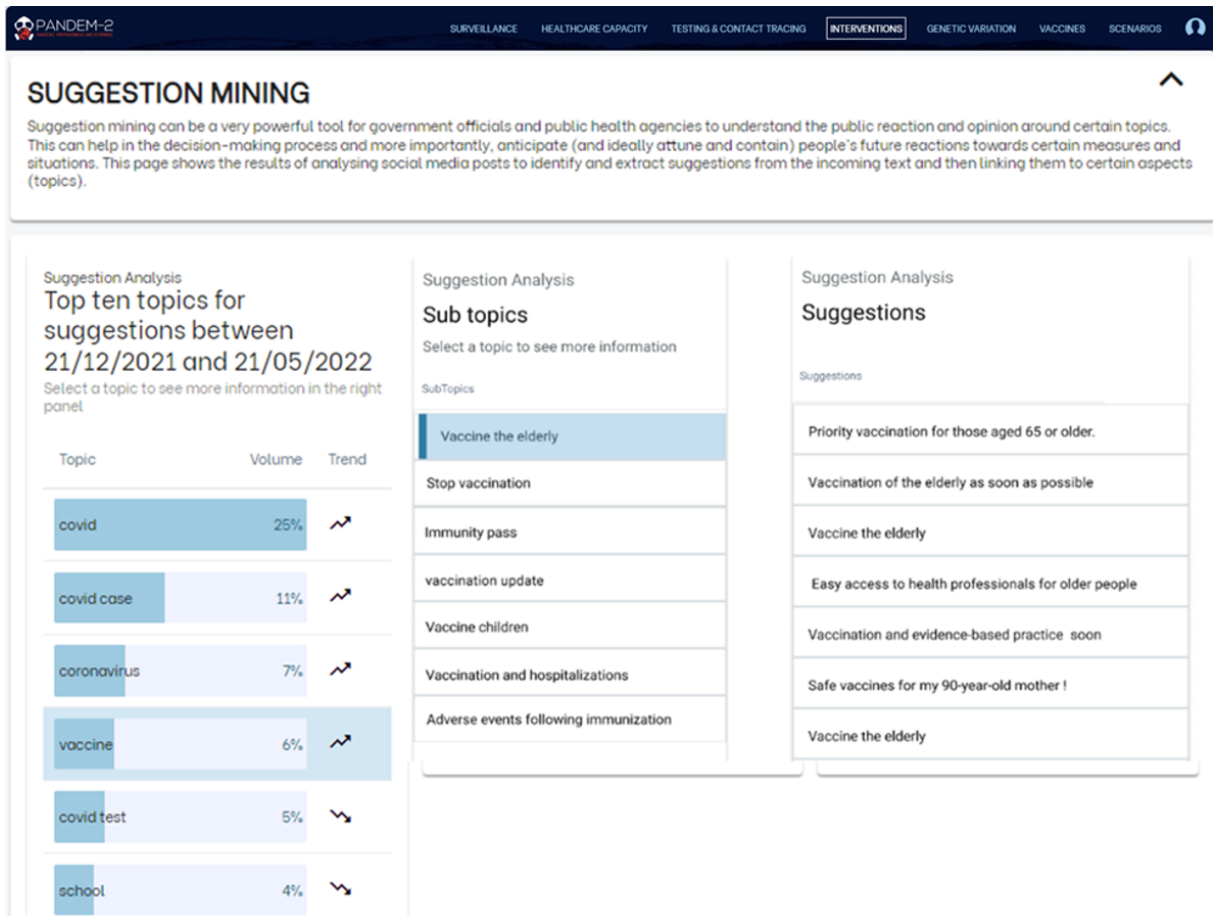 PANDEM-2
SURVEILLANCE HEALTHCARE CAPACITY TESTING & CONTACT TRACING INTERVENTIONS GENETIC VARIATION VACCINES SCENARIOS
SUGGESTION MINING
Suggestion mining can be a very powerful tool for government officials and public health agencies to understand the public reaction and opinion around certain topics.
This can help in the decision-making process and more importantly, anticipate (and ideally attune and contain) people's future reactions towards certain measures and
situations. This page shows the results of analysing social media posts to identify and extract suggestions from the incoming text and then linking them to certain aspects
(topics).
Suggestion Analysis
Top ten topics for
suggestions between
21/12/2021 and 21/05/2022
Select a topic to see more information in the right
panel
Topic Volume Trend
covid 25%
covid case 11%
coronavirus 7%
vaccine 6%
covid test 5%
school 4%
Suggestion Analysis
Sub topics
Select a topic to see more information
SubTopics
Vaccine the elderly
Stop vaccination
Immunity pass
vaccination update
Vaccine children
Vaccination and hospitalizations
Adverse events following immunization
Suggestion Analysis
Suggestions
Suggestions
Priority vaccination for those aged 65 or older.
Vaccination of the elderly as soon as possible
Vaccine the elderly
Easy access to health professionals for older people
Vaccination and evidence-based practice soon
Safe vaccines for my 90-year-old mother !
Vaccine the elderly